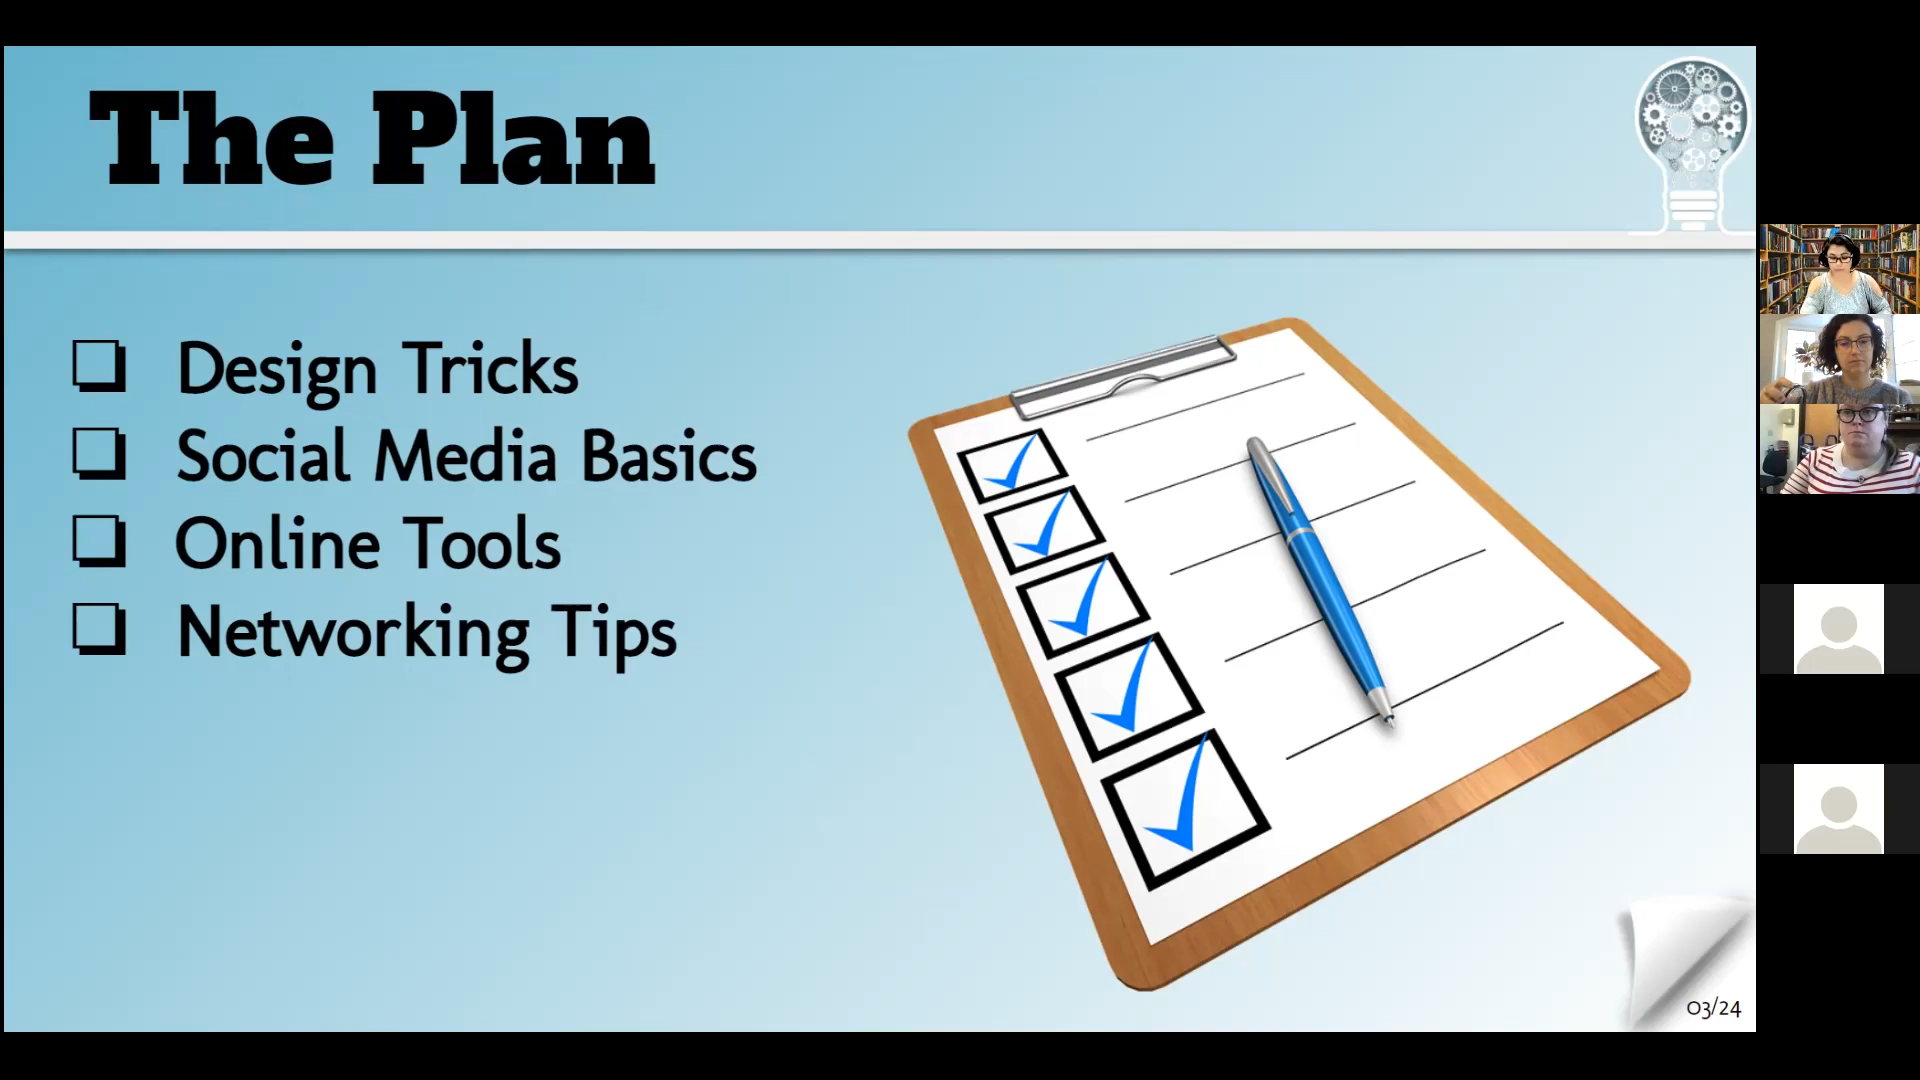 The Plan
Design Tricks
Social Media Basics
Online Tools
Networking Tips
03/24